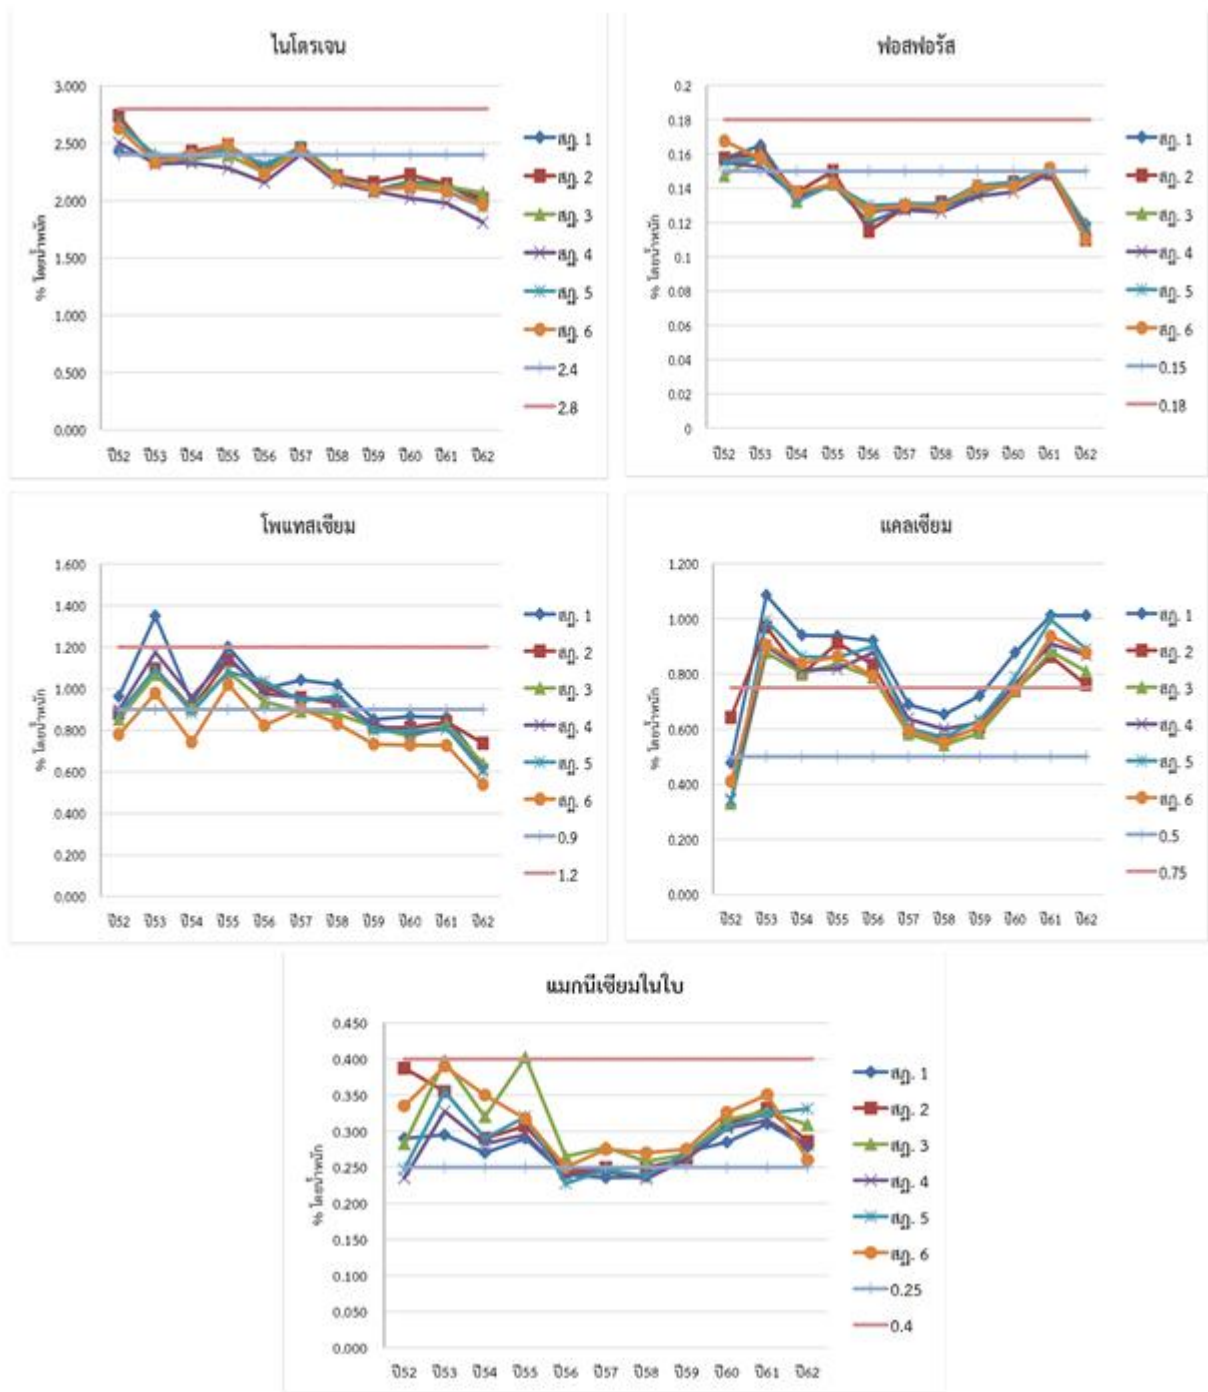 ไนโตรเจน
3.000
2.500
2.000
1.500
1.000
0.500
0.000
% โดยน้ำหนัก
ปี52 ปี53 ปี54 ปี55 ปี56 ปี57 ปี58 ปี59 ปี60 ปี61 ปี62
สฎ. 1
สฎ. 2
สฎ. 3
สฎ. 4
สฎ. 5
สฎ. 6
2.4
2.8
ฟอสฟอรัส
0.2
0.18
0.16
0.14
0.12
0.1
0.08
0.06
0.04
0.02
0
% โดยน้ำหนัก
ปี52 ปี53 ปี54 ปี55 ปี56 ปี57 ปี58 ปี59 ปี60 ปี61 ปี62
สฎ. 1
สฎ. 2
สฎ. 3
สฎ. 4
สฎ. 5
สฎ. 6
0.15
0.18
โพแทสเซียม
1.600
1.400
1.200
1.000
0.800
0.600
0.400
0.200
0.000
% โดยน้ำหนัก
ปี52 ปี53 ปี54 ปี55 ปี56 ปี57 ปี58 ปี59 ปี60 ปี61 ปี62
สฎ. 1
สฎ. 2
สฎ. 3
สฎ. 4
สฎ. 5
สฎ. 6
0.9
1.2
แคลเซียม
1.200
1.000
0.800
0.600
0.400
0.200
0.000
% โดยน้ำหนัก
ปี52 ปี53 ปี54 ปี55 ปี56 ปี57 ปี58 ปี59 ปี60 ปี61 ปี62
สฎ. 1
สฎ. 2
สฎ. 3
สฎ. 4
สฎ. 5
สฎ. 6
0.5
0.75
แมกนีเซียมในใบ
0.450
0.400
0.350
0.300
0.250
0.200
0.150
0.100
0.050
0.000
% โดยน้ำหนัก
ปี52 ปี53 ปี54 ปี55 ปี56 ปี57 ปี58 ปี59 ปี60 ปี61 ปี62
สฎ. 1
สฎ. 2
สฎ. 3
สฎ. 4
สฎ. 5
สฎ. 6
0.25
0.4